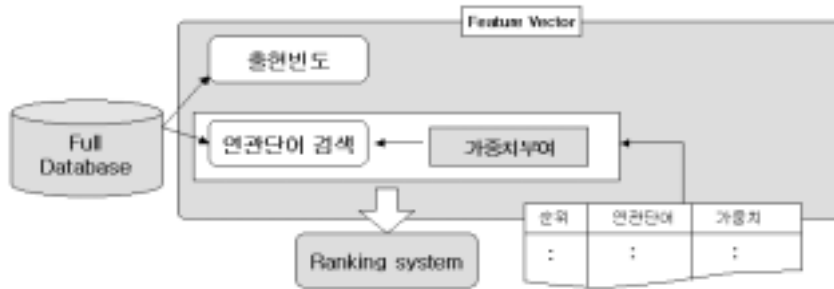 Feature Vector
출현빈도
Full
Database
연관단어 검색
가중치부여
순위 연관단어 가중치
: : :
Ranking system